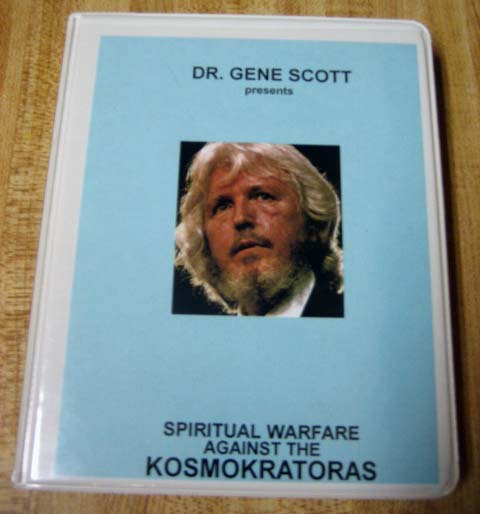 DR. GENE SCOTT
presents
SPIRITUAL WARFARE
AGAINST THE
KOSMOKRATORAS